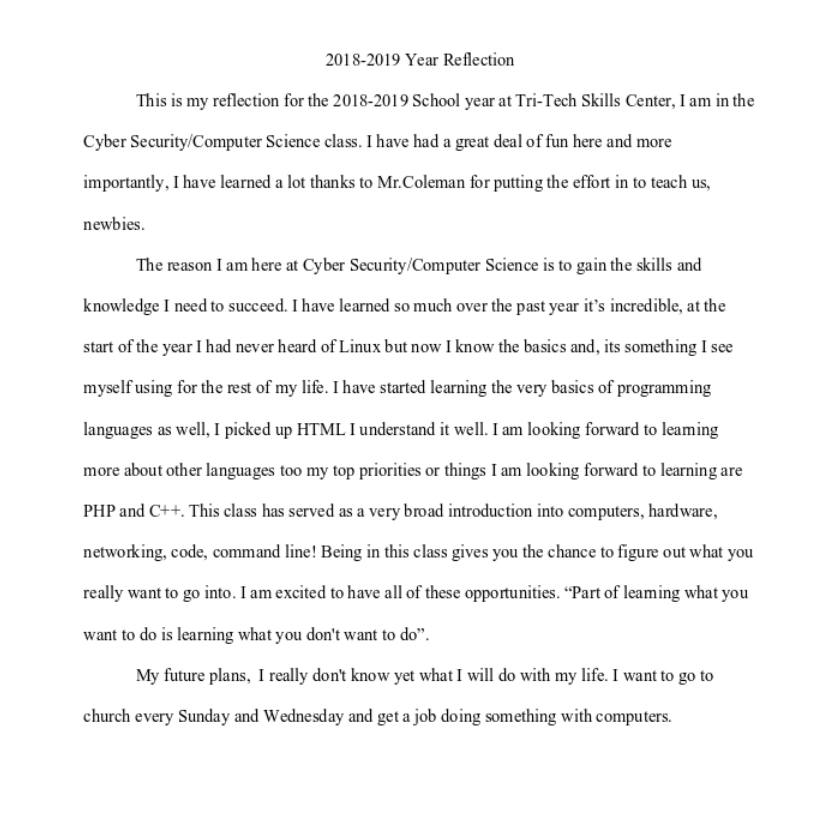 2018-2019 Year Reflection
This is my reflection for the 2018-2019 School year at Tri-Tech Skills Center, I am in the
Cyber Security/Computer Science class. I have had a great deal of fun here and more
importantly, I have learned a lot thanks to Mr.Coleman for putting the effort in to teach us,
newbies.
The reason I am here at Cyber Security/Computer Science is to gain the skills and
knowledge I need to succeed. I have learned so much over the past year it’s incredible, at the
start of the year I had never heard of Linux but now I know the basics and, its something I see
myself using for the rest of my life. I have started learning the very basics of programming
languages as well, I picked up HTML I understand it well. I am looking forward to learning
more about other languages too my top priorities or things I am looking forward to learning are
PHP and C++. This class has served as a very broad introduction into computers, hardware,
networking, code, command line! Being in this class gives you the chance to figure out what you
really want to go into. I am excited to have all of these opportunities. “Part of learning what you
want to do is learning what you don't want to do”.
My future plans,  I really don't know yet what I will do with my life. I want to go to
church every Sunday and Wednesday and get a job doing something with computers.